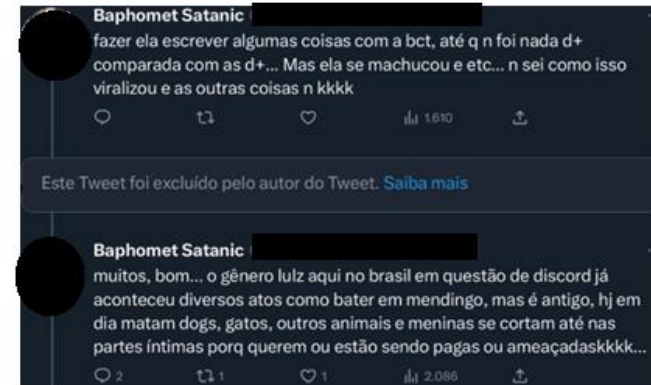 Baphomet Satanic
fazer ela escrever algumas coisas com a bct, até q n foi nada d+
comparada com as d+... Mas ela se machucou e etc... n sei como isso
viralizou e as outras coisas n kkkk
1.610
Este Tweet foi excluído pelo autor do Tweet. Saiba mais
Baphomet Satanic
muitos, bom... o gênero lulz aqui no brasil em questão de discord já
aconteceu diversos atos como bater em mendingo, mas é antigo, hj em
dia matam dogs, gatos, outros animais e meninas se cortam até nas
partes íntimas porq querem ou estão sendo pagas ou ameaçadaskkkk...
2 1 1 2.086